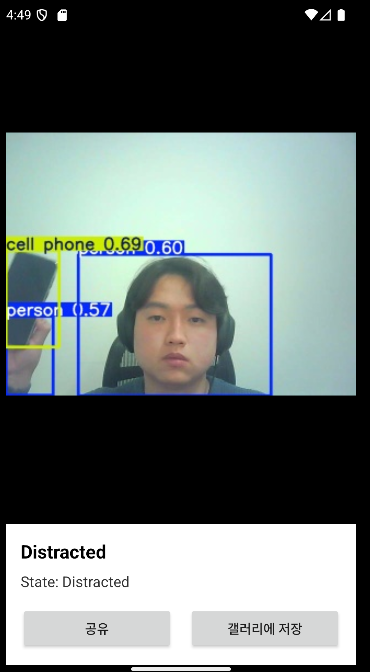 4:49
cell phone 0.69
person 0.60
person 0.57
Distracted
State: Distracted
공유
갤러리에 저장